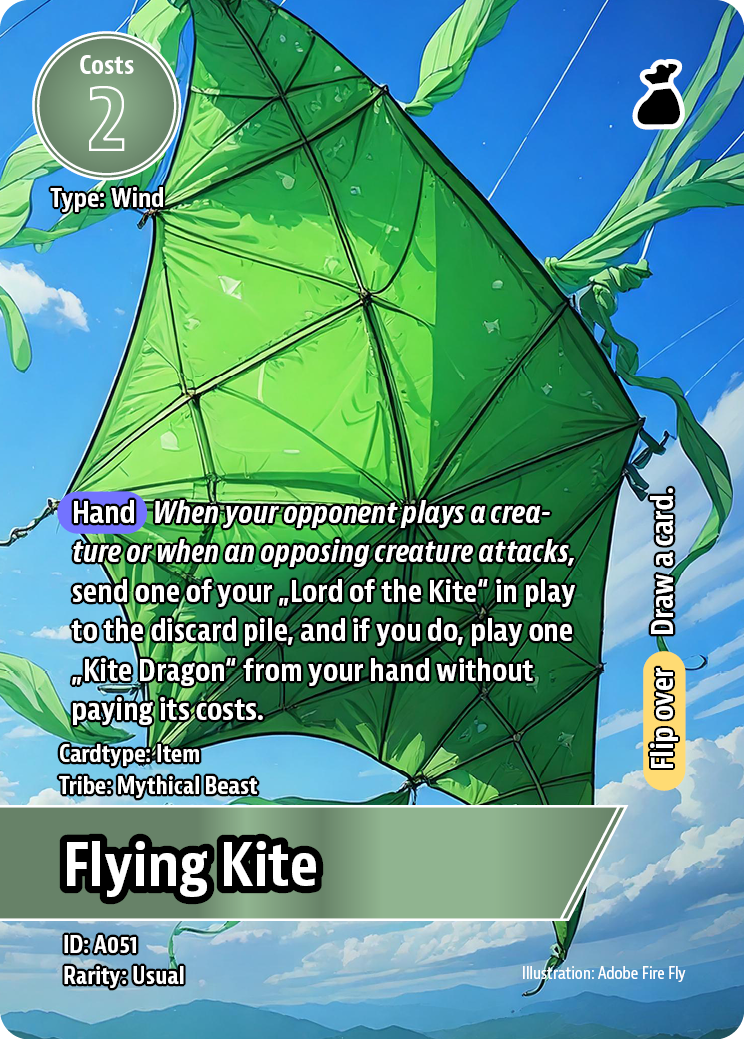 Costs
2
Type: Wind
Hand When your opponent plays a crea-
ture or when an opposing creature attacks,
send one of your „Lord of the Kite“ in play
to the discard pile, and if you do, play one
„Kite Dragon“ from your hand without
paying its costs.
Flip over Draw a card.
Cardtype: Item
Tribe: Mythical Beast
Flying Kite
ID: A051
Rarity: Usual
Illustration: Adobe Fire Fly